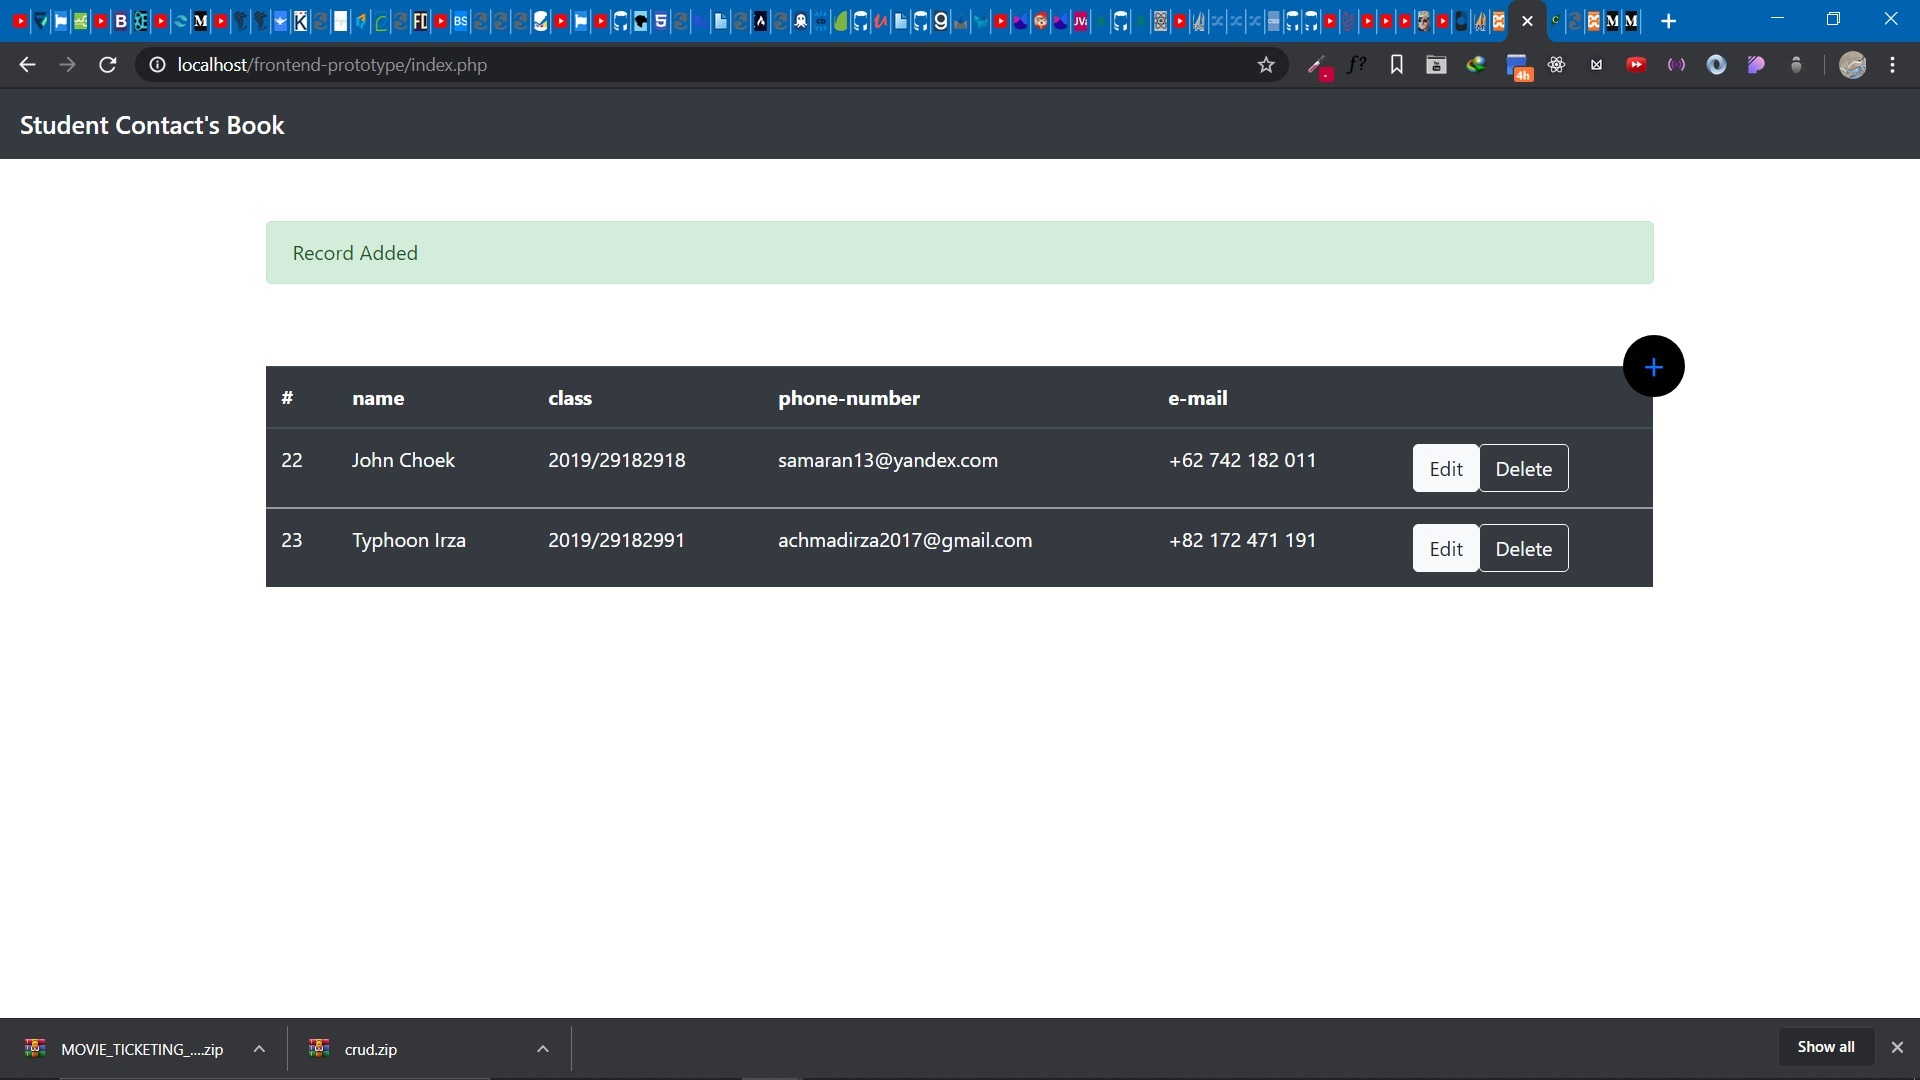 localhost/frontend-prototype/index.php
4h
Student Contact's Book
Record Added
+
# name class phone-number e-mail
22 John Choek 2019/29182918 samaran13@yandex.com +62 742 182 011 Edit Delete
23 Typhoon Irza 2019/29182991 achmadirza2017@gmail.com +82 172 471 191 Edit Delete
MOVIE_TICKETING_....zip
crud.zip
Show all